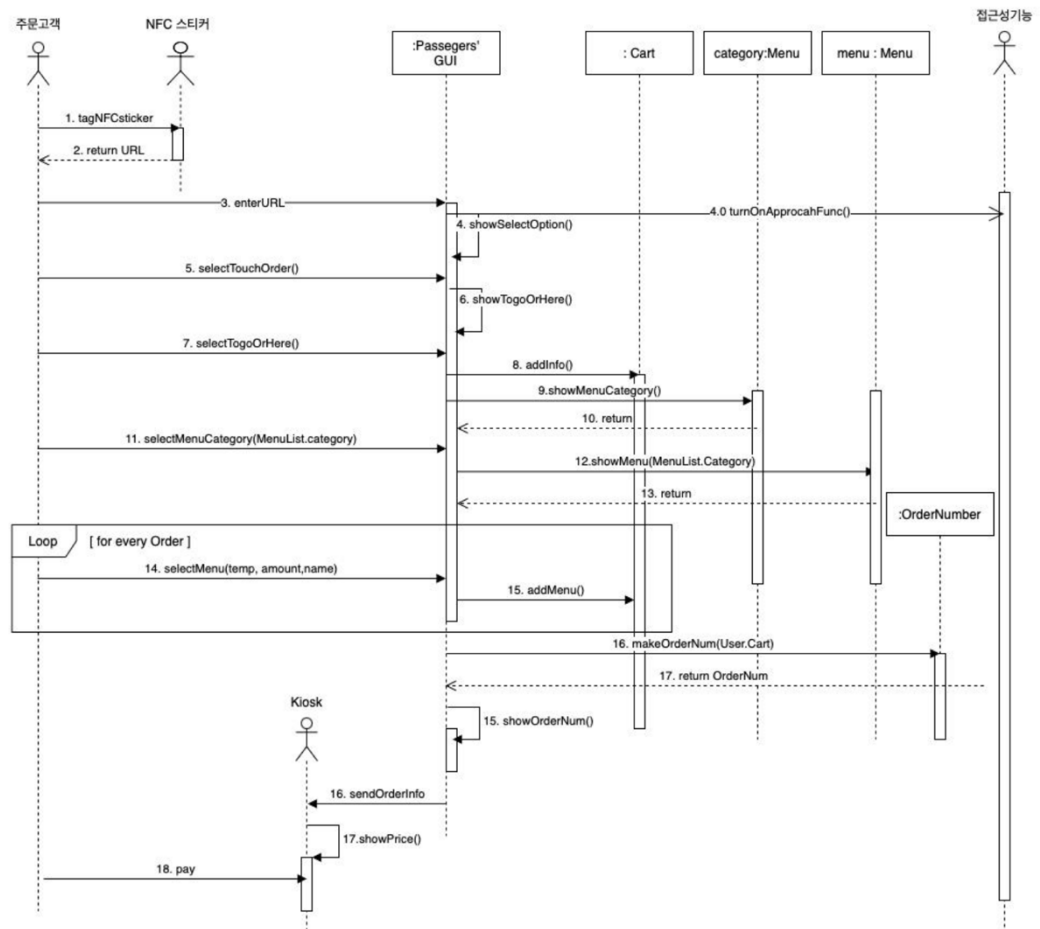 주문고객
NFC 스티커
접근성기능
:Passegers'
GUI
: Cart
category:Menu
menu : Menu
1. tagNFCsticker
2. return URL
3. enterURL
4.0 turnOnApprocahFunc()
4. showSelectOption()
5. selectTouchOrder()
6. showTogoOrHere()
7. selectTogoOrHere()
8. addInfo()
9.showMenuCategory()
10. return
11. selectMenuCategory(MenuList.category)
12.showMenu(MenuList.Category)
13. return
:OrderNumber
Loop
[ for every Order ]
14. selectMenu(temp, amount,name)
15. addMenu()
16. makeOrderNum(User.Cart)
17. return OrderNum
Kiosk
15. showOrderNum()
16. sendOrderInfo
17.showPrice()
18. pay